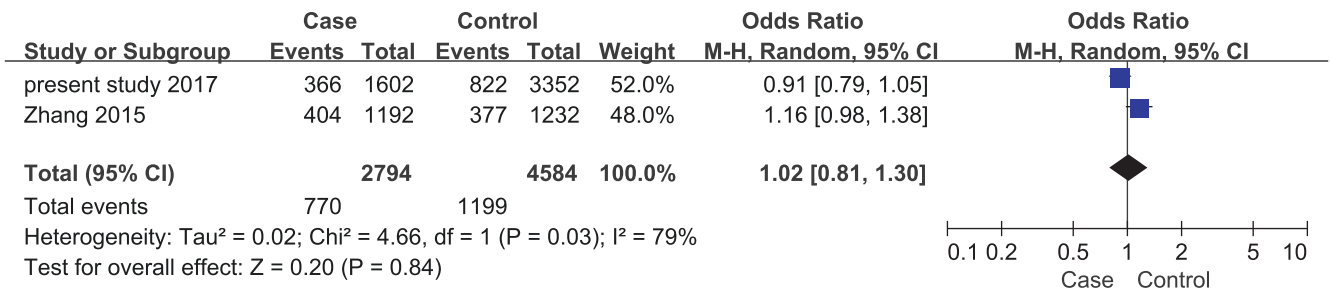 Case Control Odds Ratio Odds Ratio
Study or Subgroup Events Total Events Total Weight M-H, Random, 95% CI M-H, Random, 95% CI
present study 2017 366 1602 822 3352 52.0% 0.91 [0.79, 1.05]
Zhang 2015 404 1192 377 1232 48.0% 1.16 [0.98, 1.38]
Total (95% CI) 2794 4584 100.0% 1.02 [0.81, 1.30]
Total events 770 1199
Heterogeneity: Tau² = 0.02; Chi² = 4.66, df = 1 (P = 0.03); I² = 79%
Test for overall effect: Z = 0.20 (P = 0.84)
0.1 0.2 0.5 1 2 5 10
Case Control